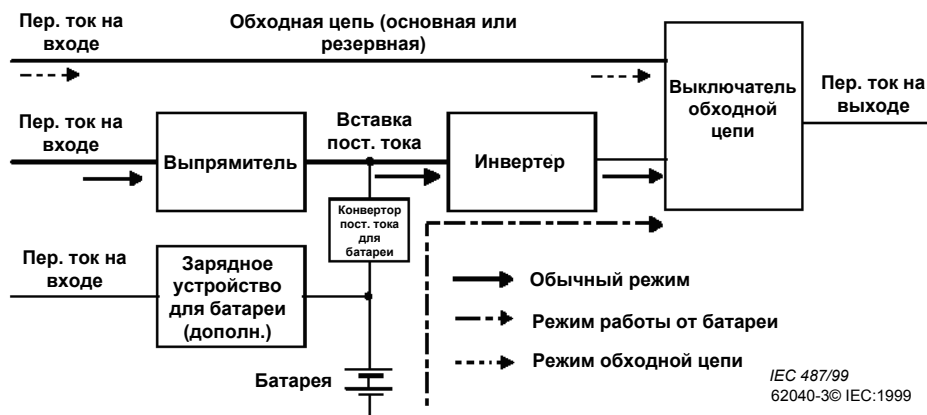 Пер. ток на
входе
Обходная цепь (основная или
резервная)
Выключатель
обходной
цепи
Пер. ток на
выходе
Пер. ток на
входе
Выпрямитель
Вставка
пост. тока
Инвертер
Конвертор
пост. тока
для
батареи
Пер. ток на
входе
Зарядное
устройство
для батареи
(дополн.)
Батарея
Обычный режим
Режим работы от батареи
Режим обходной цепи
IEC 487/99
62040-3© IEC:1999